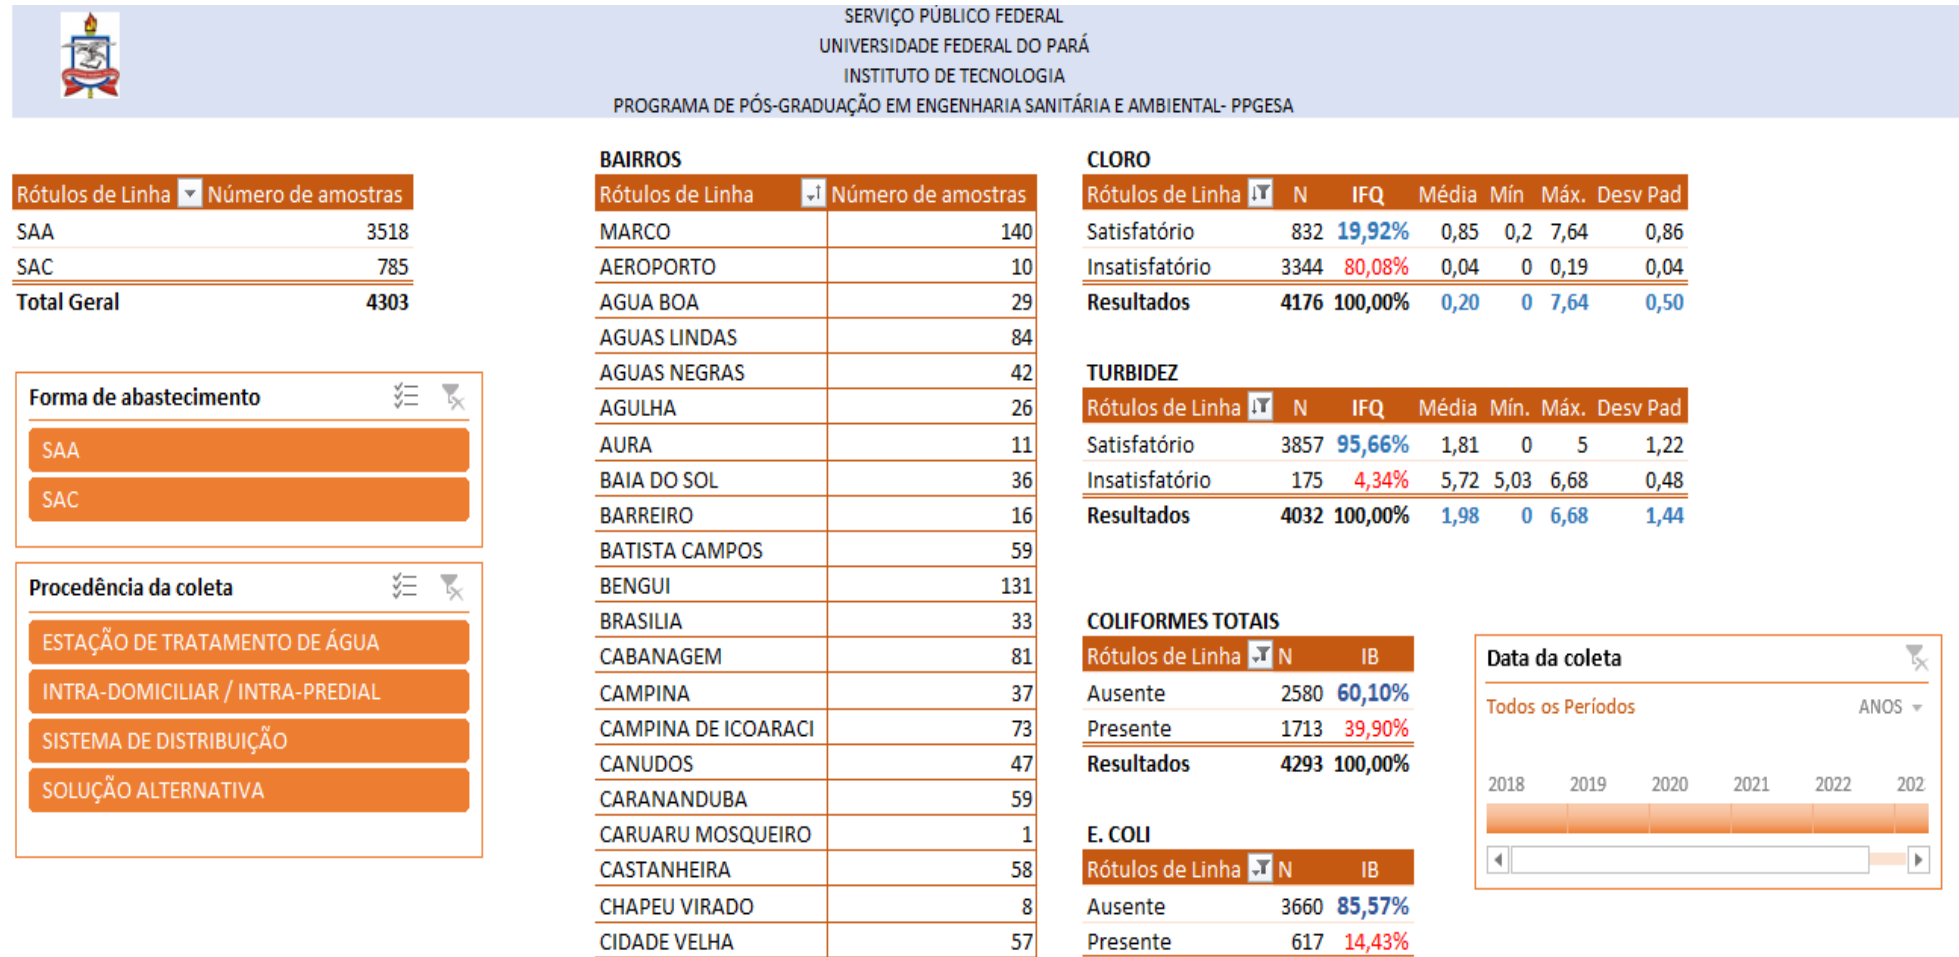 SERVIÇO PÚBLICO FEDERAL
UNIVERSIDADE FEDERAL DO PARÁ
INSTITUTO DE TECNOLOGIA
PROGRAMA DE PÓS-GRADUAÇÃO EM ENGENHARIA SANITÁRIA E AMBIENTAL- PPGESA
Rótulos de Linha Número de amostras
SAA 3518
SAC 785
Total Geral 4303
Forma de abastecimento
SAA
SAC
Procedência da coleta
ESTAÇÃO DE TRATAMENTO DE ÁGUA
INTRA-DOMICILIAR / INTRA-PREDIAL
SISTEMA DE DISTRIBUIÇÃO
SOLUÇÃO ALTERNATIVA
BAIRROS
Rótulos de Linha Número de amostras
MARCO 140
AEROPORTO 10
AGUA BOA 29
AGUAS LINDAS 84
AGUAS NEGRAS 42
AGULHA 26
AURA 11
BAIA DO SOL 36
BARREIRO 16
BATISTA CAMPOS 59
BENGUI 131
BRASILIA 33
CABANAGEM 81
CAMPINA 37
CAMPINA DE ICOARACI 73
CANUDOS 47
CARANANDUBA 59
CARUARU MOSQUEIRO 1
CASTANHEIRA 58
CHAPEU VIRADO 8
CIDADE VELHA 57
CLORO
Rótulos de Linha N IFQ Média Mín Máx. Desv Pad
Satisfatório 832 19,92% 0,85 0,2 7,64 0,86
Insatisfatório 3344 80,08% 0,04 0 0,19 0,04
Resultados 4176 100,00% 0,20 0 7,64 0,50
TURBIDEZ
Rótulos de Linha N IFQ Média Mín. Máx. Desv Pad
Satisfatório 3857 95,66% 1,81 0 5 1,22
Insatisfatório 175 4,34% 5,72 5,03 6,68 0,48
Resultados 4032 100,00% 1,98 0 6,68 1,44
COLIFORMES TOTAIS
Rótulos de Linha N IB
Ausente 2580 60,10%
Presente 1713 39,90%
Resultados 4293 100,00%
E. COLI
Rótulos de Linha N IB
Ausente 3660 85,57%
Presente 617 14,43%
Data da coleta
Todos os Períodos ANOS
2018 2019 2020 2021 2022 202